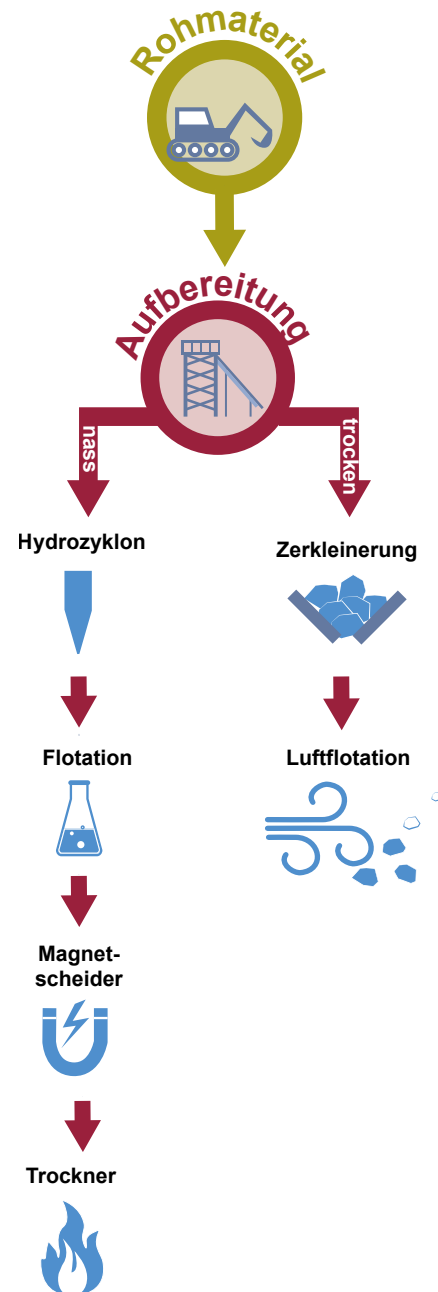 Rohmaterial
Aufbereitung
nass
trocken
Hydrozyklon
Zerkleinerung
Flotation
Luftflotation
Magnet-
scheider
Trockner